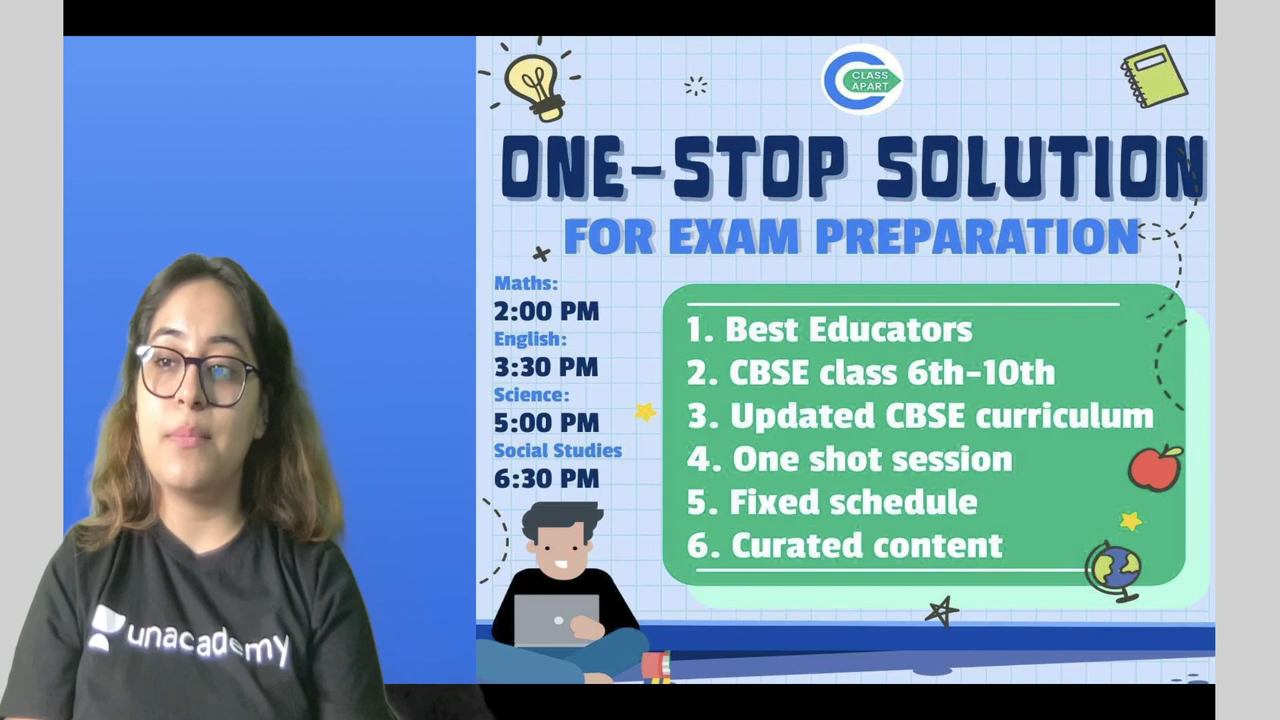 CLASS
APART
ONE-STOP SOLUTION
FOR EXAM PREPARATION
Maths:
2:00 PM
English:
3:30 PM
Science:
5:00 PM
Social Studies
6:30 PM
1. Best Educators
2. CBSE class 6th-10th
3. Updated CBSE curriculum
4. One shot session
5. Fixed schedule
6. Curated content
unacademy